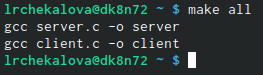 lrchekalova@dk8n72 ~ $ make all
gcc server.c -o server
gcc client.c -o client
lrchekalova@dk8n72 ~ $